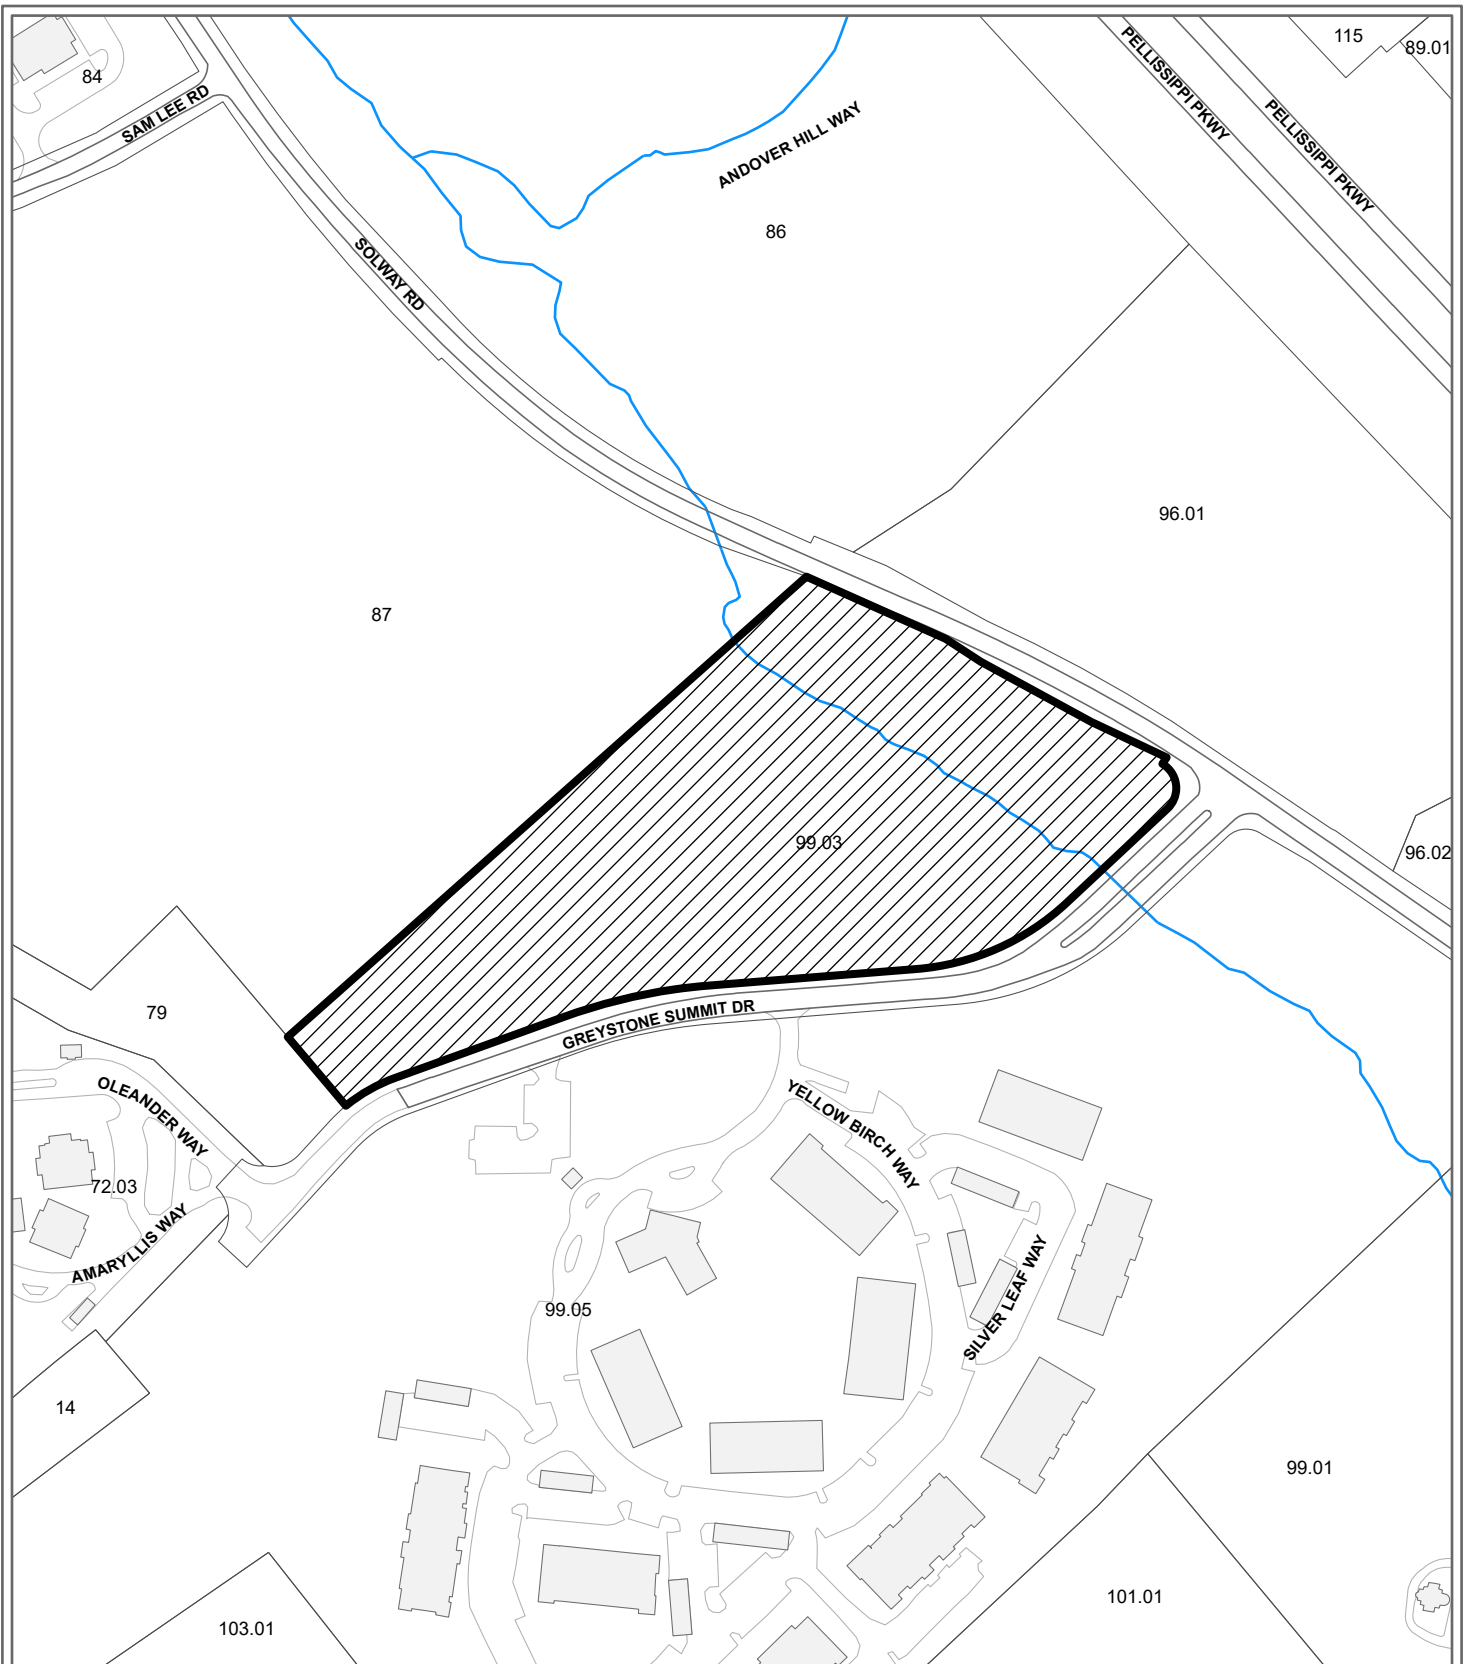 115
89.01
84
PELLISSIPPI PKWY
PELLISSIPPI PKWY
SAM LEE RD
ANDOVER HILL WAY
86
SOLWAY RD
96.01
87
99.03
96.02
79
GREYSTONE SUMMIT DR
OLEANDER WAY
YELLOW BIRCH WAY
72.03
AMARYLLIS WAY
SILVER LEAF WAY
99.05
14
99.01
101.01
103.01